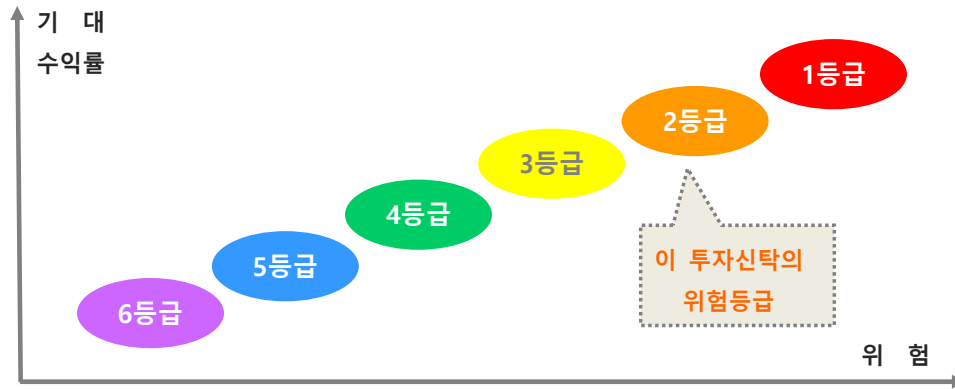 기 대
수익률
1등급
2등급
3등급
4등급
5등급
6등급
이 투자신탁의
위험등급
위 험